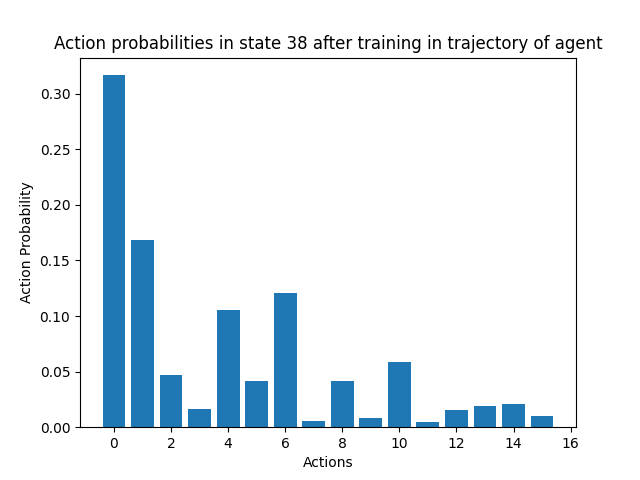 Action probabilities in state 38 after training in trajectory of agent
0.30
0.25
0.20
0.15
0.10
0.05
0.00
Action Probability
0 2 4 6 8 10 12 14 16
Actions